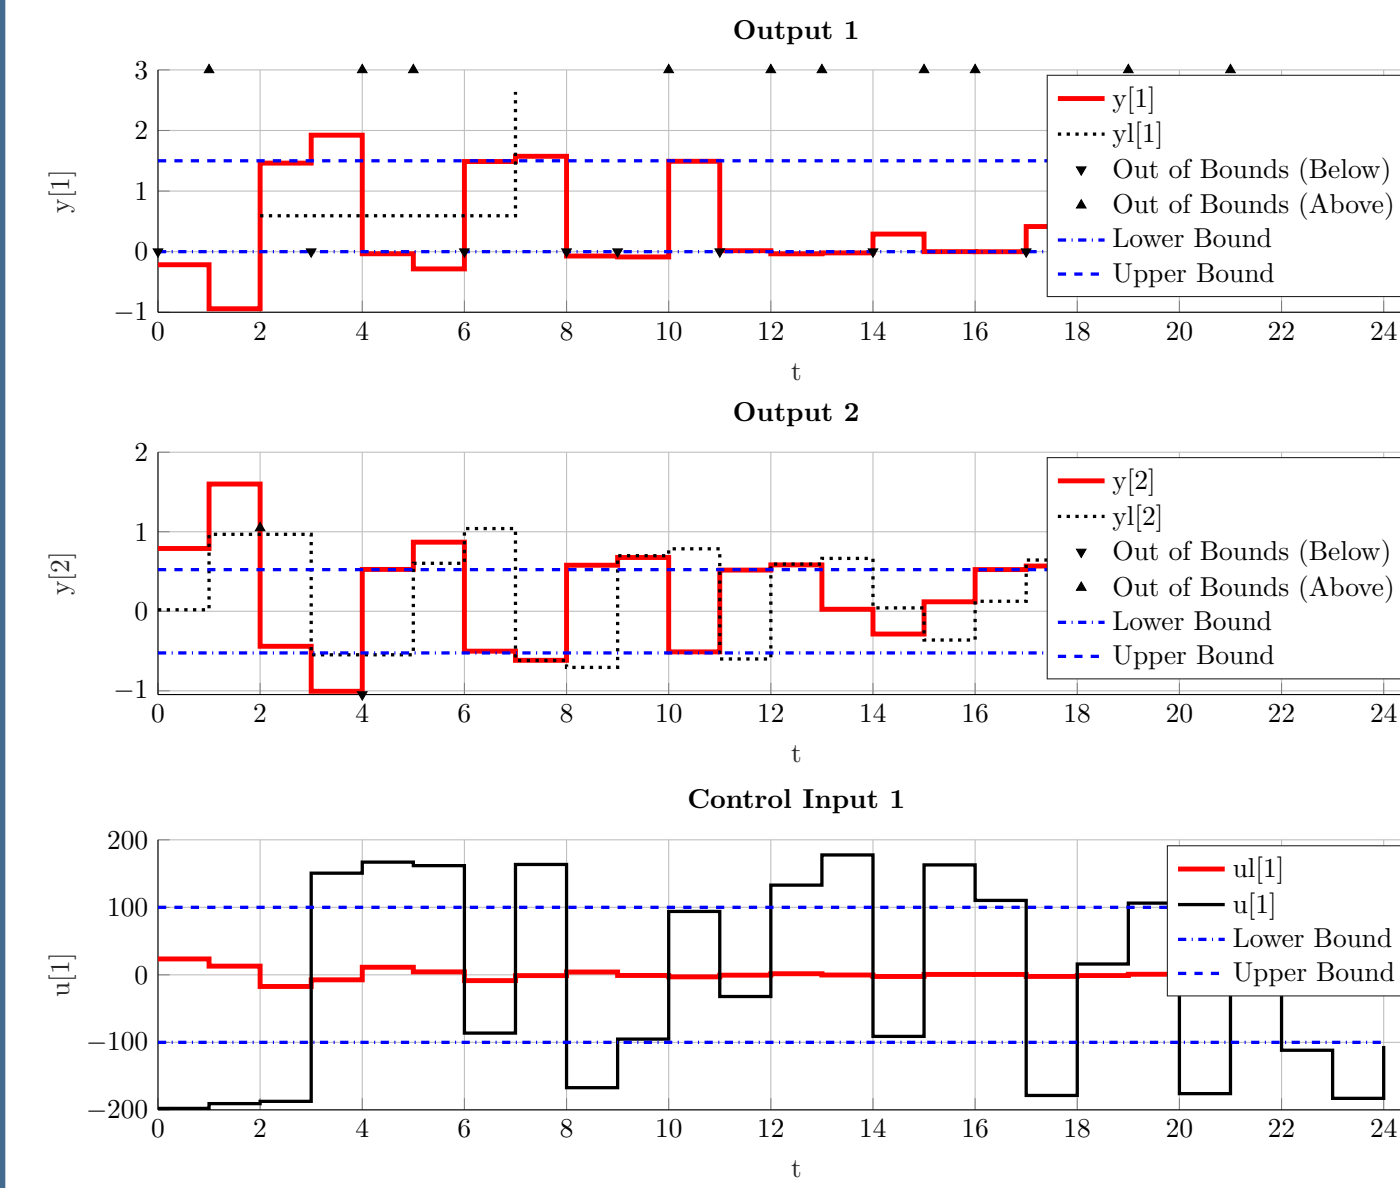 Output 1
3
2
1
0
−1
y[1]
y[1]
yl[1]
Out of Bounds (Below)
Out of Bounds (Above)
Lower Bound
Upper Bound
0 2 4 6 8 10 12 14 16 18 20 22 24
t
Output 2
2
1
0
−1
y[2]
y[2]
yl[2]
Out of Bounds (Below)
Out of Bounds (Above)
Lower Bound
Upper Bound
0 2 4 6 8 10 12 14 16 18 20 22 24
t
Control Input 1
200
100
0
−100
−200
u[1]
ul[1]
u[1]
Lower Bound
Upper Bound
0 2 4 6 8 10 12 14 16 18 20 22 24
t